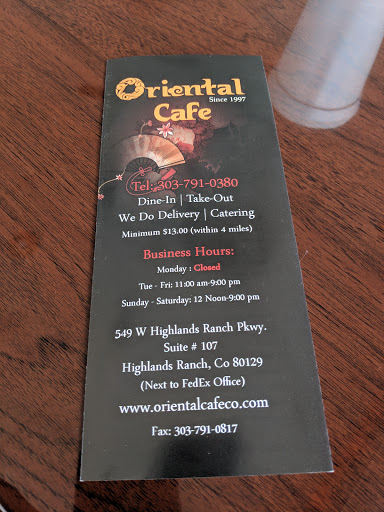 Oriental
Since 1997
Cafe
Tel: 303-791-0380
Dine-In | Take-Out
We Do Delivery | Catering
Minimum $13.00 (within 4 miles)
Business Hours:
Monday : Closed
Tue - Fri: 11:00 am-9:00 pm
Sunday - Saturday: 12 Noon-9:00 pm
549 W Highlands Ranch Pkwy.
Suite # 107
Highlands Ranch, Co 80129
(Next to FedEx Office)
www.orientalcafeco.com
Fax: 303-791-0817